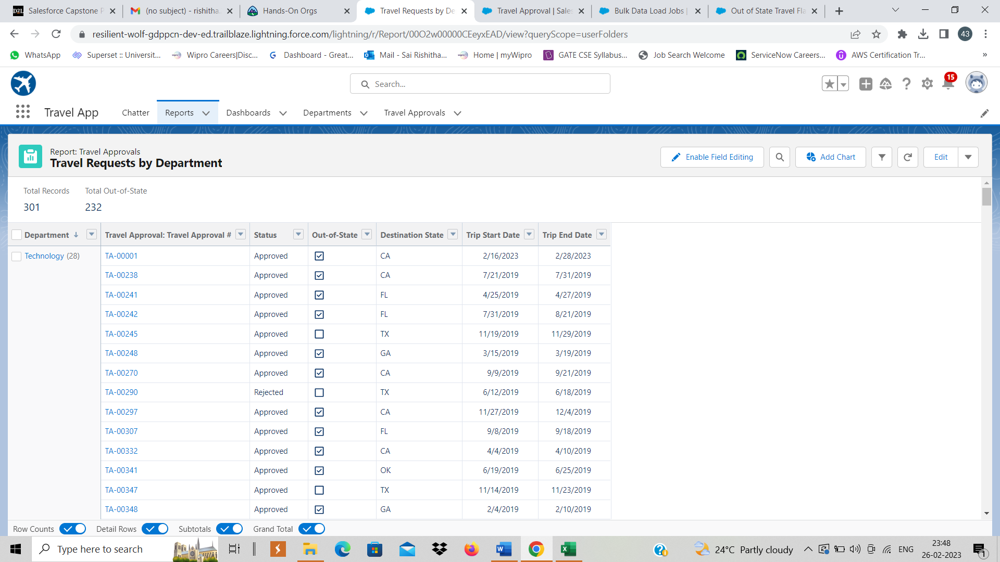 Salesforce Capstone P
(no subject) - rishitha.
Hands-On Orgs
Travel Requests by De
Travel Approval | Sales
Bulk Data Load Jobs |
Out of State Travel Fla
resilient-wolf-gdppcn-dev-ed.trailblaze.lightning.force.com/lightning/r/Report/00O2w00000CEeyxEAD/view?queryScope=userFolders
43
WhatsApp
Superset :: Universit...
Wipro Careers|Disc...
Dashboard - Great...
Mail - Sai Rishitha...
Home | myWipro
GATE CSE Syllabus...
Job Search Welcome
ServiceNow Careers...
AWS Certification Tr...
»
Search...
15
Travel App
Chatter
Reports
Dashboards
Departments
Travel Approvals
Report: Travel Approvals
Travel Requests by Department
Enable Field Editing
Add Chart
Edit
Total Records Total Out-of-State
301 232
Department ↓ Travel Approval: Travel Approval # Status Out-of-State Destination State Trip Start Date Trip End Date
Technology (28) TA-00001 Approved CA 2/16/2023 2/28/2023
TA-00238 Approved CA 7/21/2019 7/31/2019
TA-00241 Approved FL 4/25/2019 4/27/2019
TA-00242 Approved FL 7/31/2019 8/21/2019
TA-00245 Approved TX 11/19/2019 11/29/2019
TA-00248 Approved GA 3/15/2019 3/19/2019
TA-00270 Approved CA 9/9/2019 9/21/2019
TA-00290 Rejected TX 6/12/2019 6/18/2019
TA-00297 Approved CA 11/27/2019 12/4/2019
TA-00307 Approved FL 9/8/2019 9/18/2019
TA-00332 Approved CA 4/4/2019 4/10/2019
TA-00341 Approved OK 6/19/2019 6/25/2019
TA-00347 Approved TX 11/14/2019 11/23/2019
TA-00348 Approved GA 2/4/2019 2/10/2019
Row Counts Detail Rows Subtotals Grand Total
Type here to search
24°C Partly cloudy
ENG
23:48
26-02-2023
1